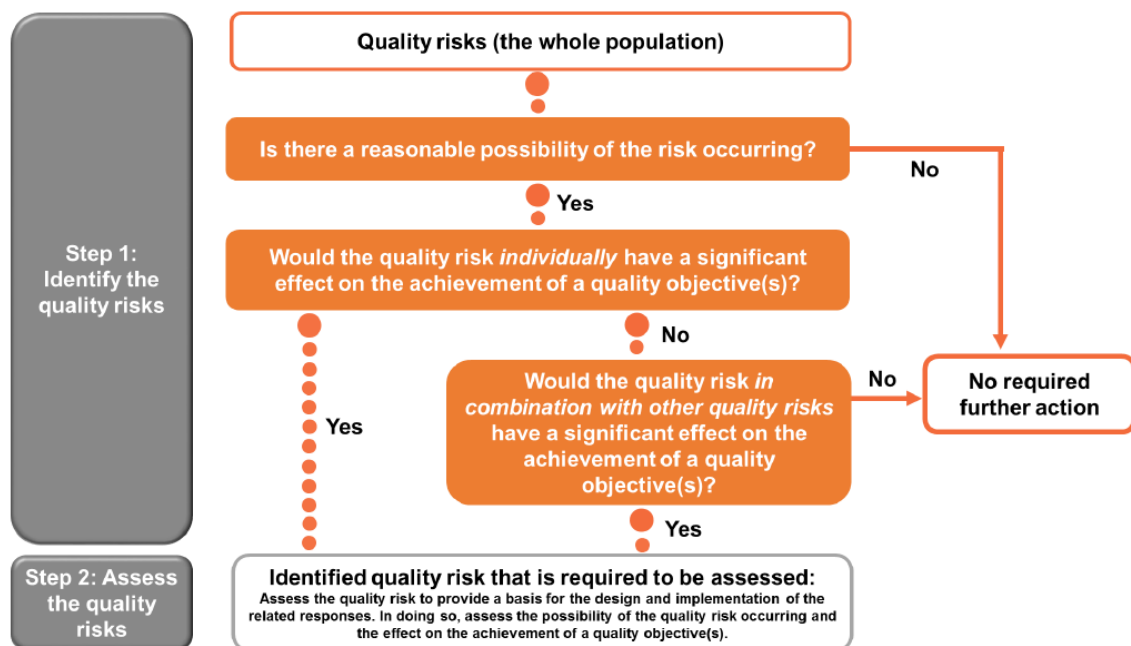 Quality risks (the whole population)
Is there a reasonable possibility of the risk occurring?
No
Yes
Step 1:
Identify the
quality risks
Would the quality risk individually have a significant
effect on the achievement of a quality objective(s)?
No
Would the quality risk in
combination with other quality risks
have a significant effect on the
achievement of a quality
objective(s)?
No
No required
further action
Yes
Yes
Step 2: Assess
the quality
risks
Identified quality risk that is required to be assessed:
Assess the quality risk to provide a basis for the design and implementation of the
related responses. In doing so, assess the possibility of the quality risk occurring and
the effect on the achievement of a quality objective(s).